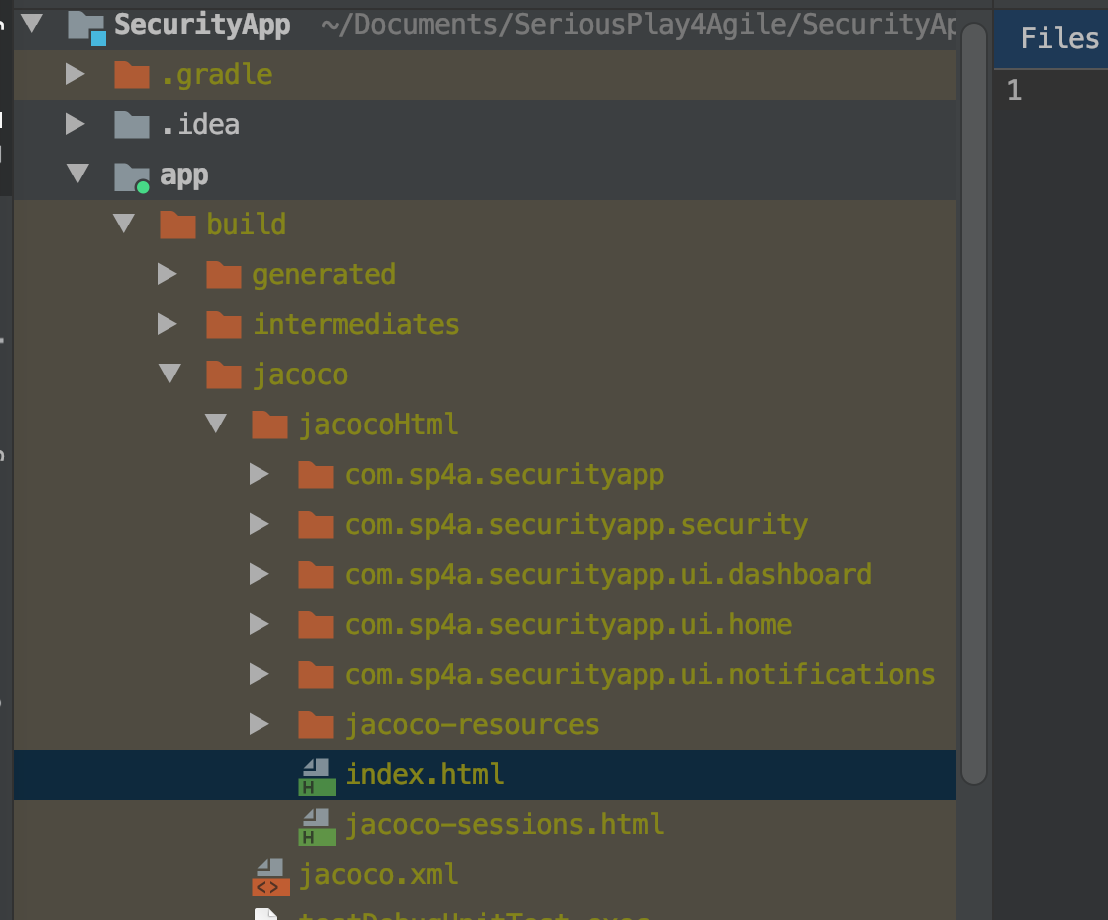 SecurityApp ~/Documents/SeriousPlay4Agile/SecurityAp
Files
.gradle
1
.idea
app
build
generated
intermediates
jacoco
jacocoHtml
com.sp4a.securityapp
com.sp4a.securityapp.security
com.sp4a.securityapp.ui.dashboard
com.sp4a.securityapp.ui.home
com.sp4a.securityapp.ui.notifications
jacoco-resources
H index.html
H jacoco-sessions.html
<> jacoco.xml
testDebugUnitTest.exec